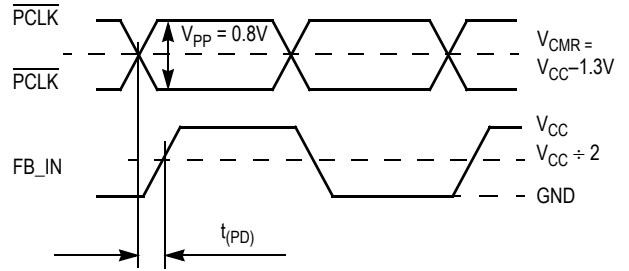 PCLK
V_PP = 0.8V
V_CMR =
V_CC–1.3V
PCLK
V_CC
V_CC ÷ 2
FB_IN
GND
t_(PD)